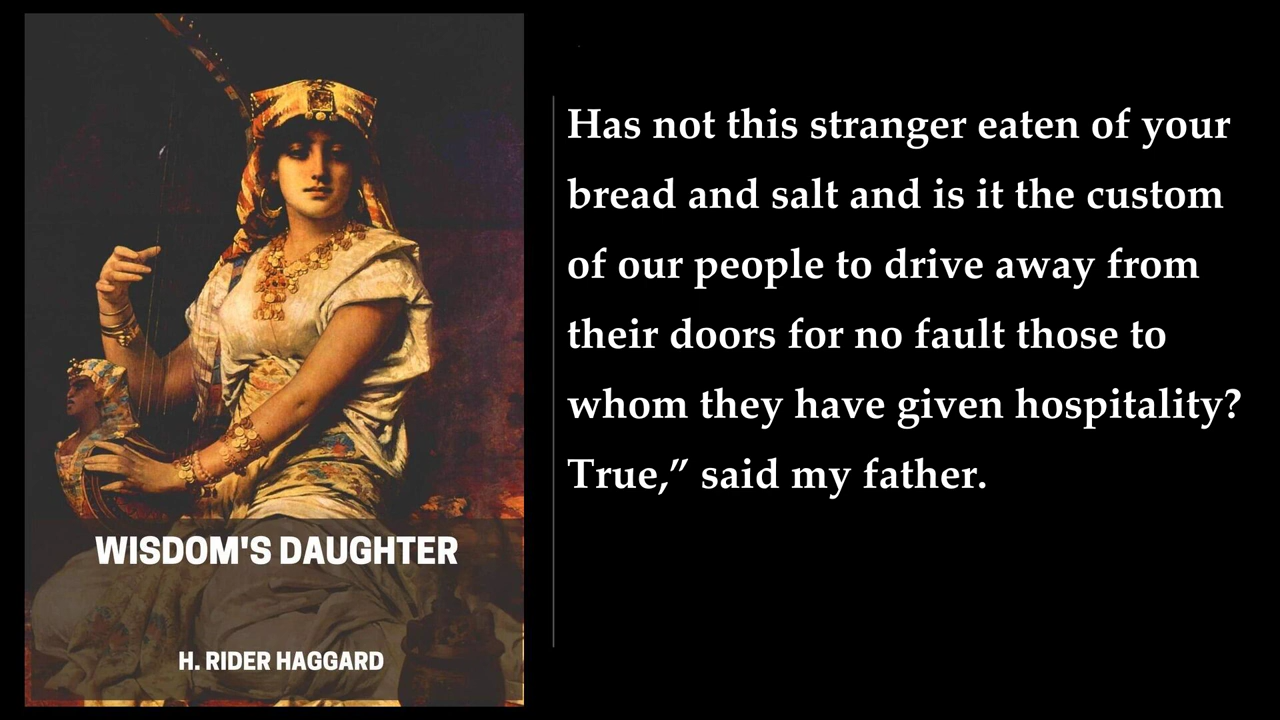 WISDOM'S DAUGHTER
H. RIDER HAGGARD
Has not this stranger eaten of your
bread and salt and is it the custom
of our people to drive away from
their doors for no fault those to
whom they have given hospitality?
True,” said my father.